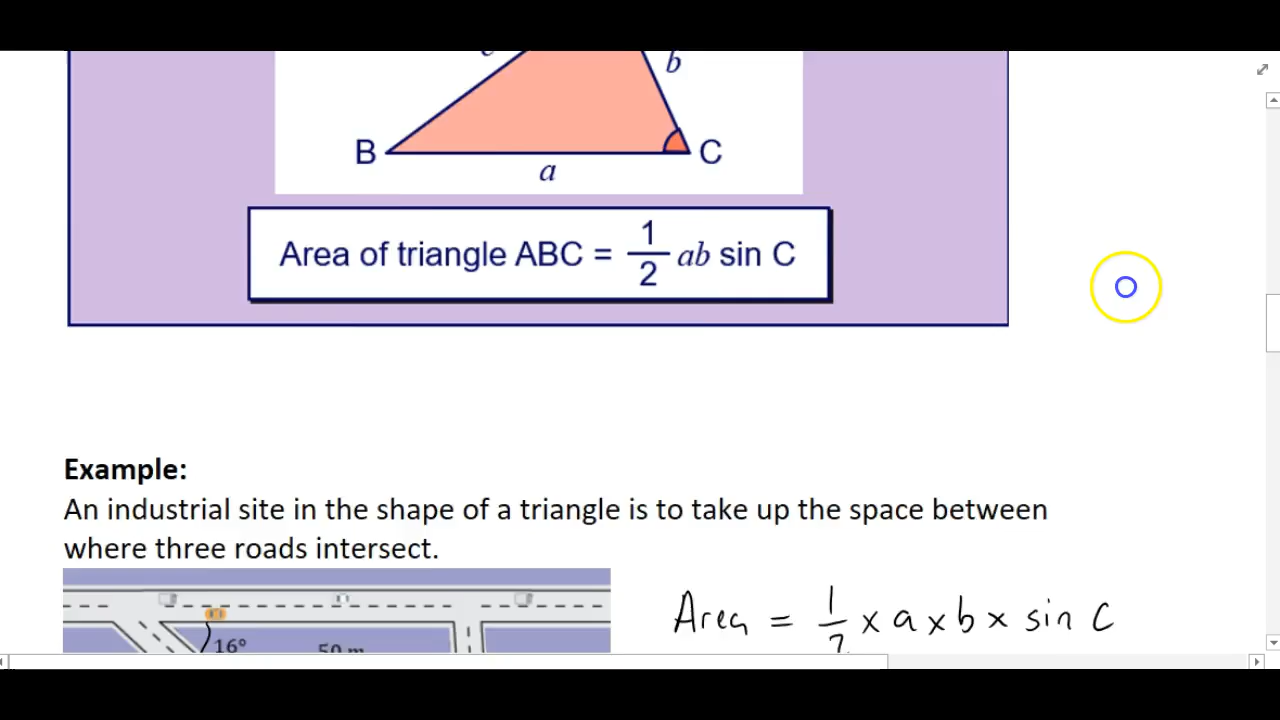 b
B
C
a
Area of triangle ABC = 1/2 ab sin C
Example:
An industrial site in the shape of a triangle is to take up the space between
where three roads intersect.
Area = 1/2 x a x b x sin C
16°
50 m